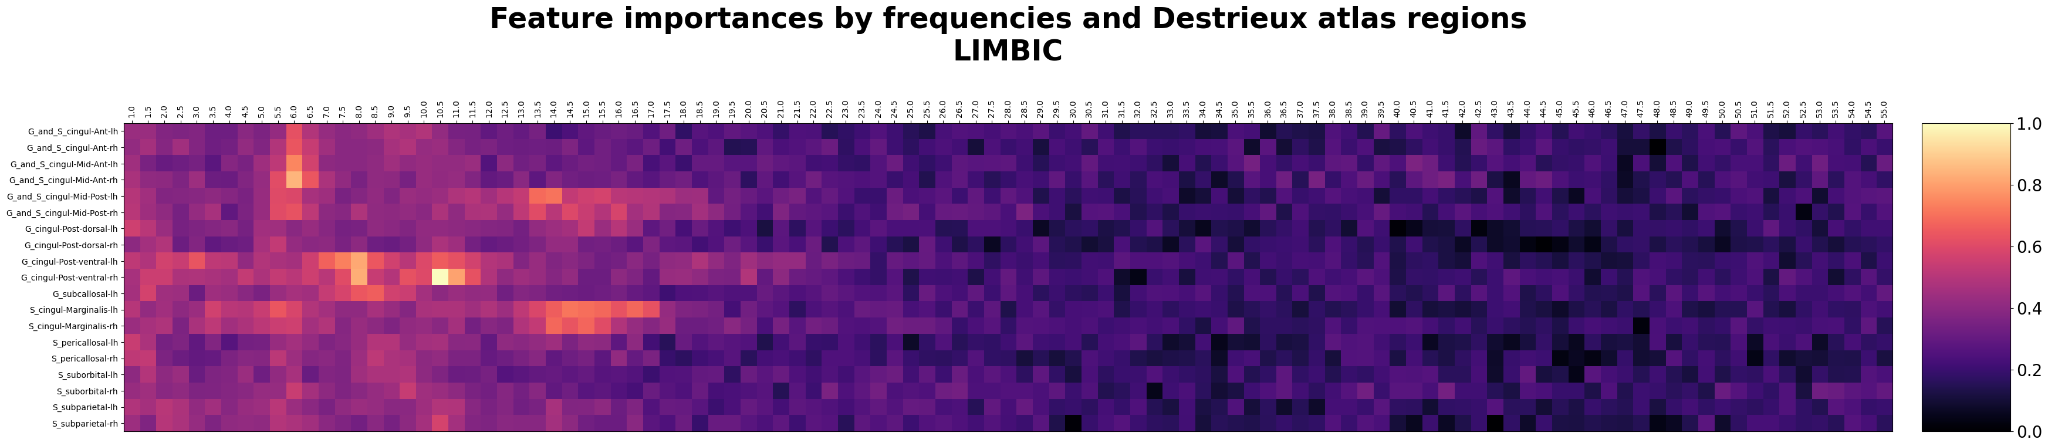 Feature importances by frequencies and Destrieux atlas regions
LIMBIC
1.0 1.5 2.0 2.5 3.0 3.5 4.0 4.5 5.0 5.5 6.0 6.5 7.0 7.5 8.0 8.5 9.0 9.5 10.0 10.5 11.0 11.5 12.0 12.5 13.0 13.5 14.0 14.5 15.0 15.5 16.0 16.5 17.0 17.5 18.0 18.5 19.0 19.5 20.0 20.5 21.0 21.5 22.0 22.5 23.0 23.5 24.0 24.5 25.0 25.5 26.0 26.5 27.0 27.5 28.0 28.5 29.0 29.5 30.0 30.5 31.0 31.5 32.0 32.5 33.0 33.5 34.0 34.5 35.0 35.5 36.0 36.5 37.0 37.5 38.0 38.5 39.0 39.5 40.0 40.5 41.0 41.5 42.0 42.5 43.0 43.5 44.0 44.5 45.0 45.5 46.0 46.5 47.0 47.5 48.0 48.5 49.0 49.5 50.0 50.5 51.0 51.5 52.0 52.5 53.0 53.5 54.0 54.5 55.0
G_and_S_cingul-Ant-lh
G_and_S_cingul-Ant-rh
G_and_S_cingul-Mid-Ant-lh
G_and_S_cingul-Mid-Ant-rh
G_and_S_cingul-Mid-Post-lh
G_and_S_cingul-Mid-Post-rh
G_cingul-Post-dorsal-lh
G_cingul-Post-dorsal-rh
G_cingul-Post-ventral-lh
G_cingul-Post-ventral-rh
G_subcallosal-lh
S_cingul-Marginalis-lh
S_cingul-Marginalis-rh
S_pericallosal-lh
S_pericallosal-rh
S_suborbital-lh
S_suborbital-rh
S_subparietal-lh
S_subparietal-rh
1.0
0.8
0.6
0.4
0.2
0.0